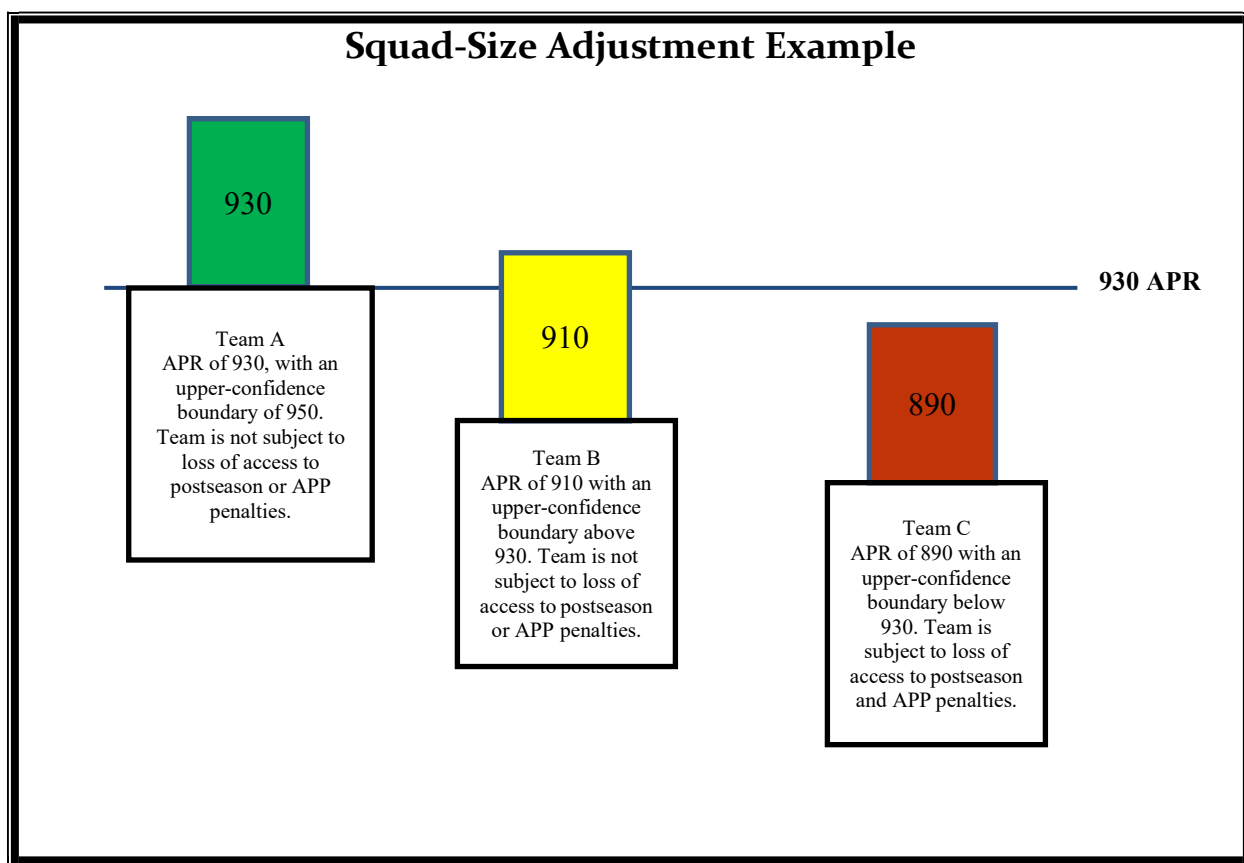 Squad-Size Adjustment Example
930
930 APR
Team A
APR of 930, with an
upper-confidence
boundary of 950.
Team is not subject to
loss of access to
postseason or APP
penalties.
910
Team B
APR of 910 with an
upper-confidence
boundary above
930. Team is not
subject to loss of
access to postseason
or APP penalties.
890
Team C
APR of 890 with an
upper-confidence
boundary below
930. Team is
subject to loss of
access to postseason
and APP penalties.